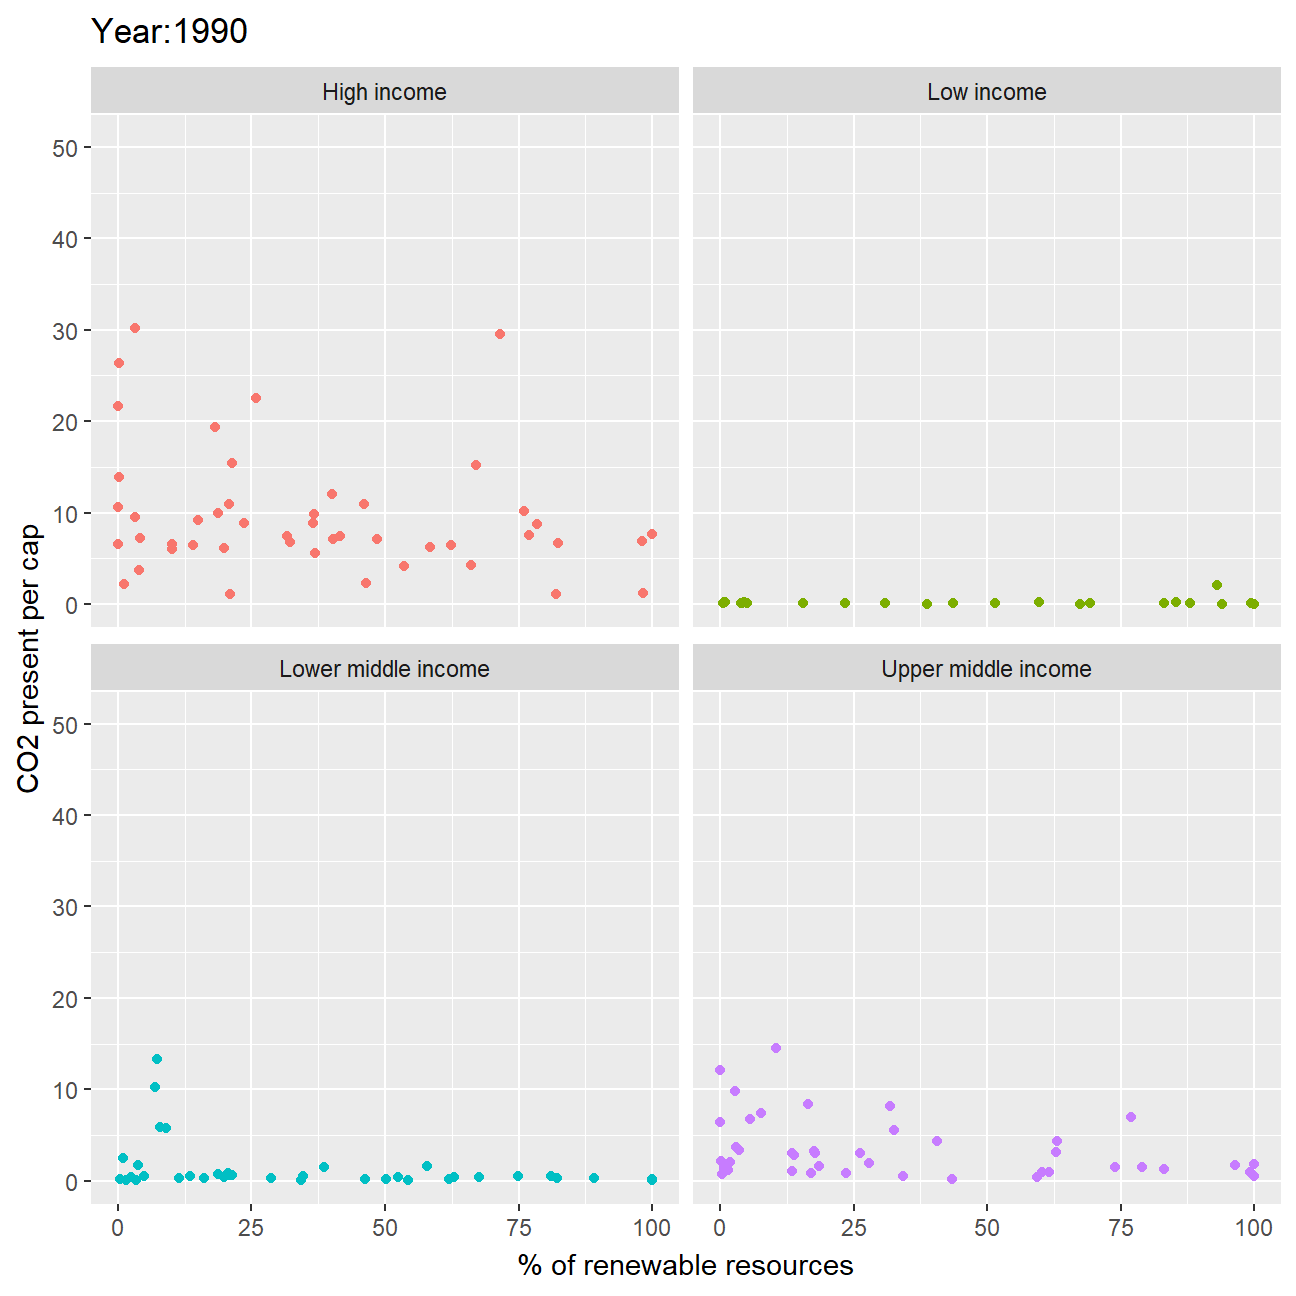 Year:1990
High income
Low income
50
40
30
20
10
0
CO2 present per cap
Lower middle income
Upper middle income
50
40
30
20
10
0
0 25 50 75 100
0 25 50 75 100
% of renewable resources